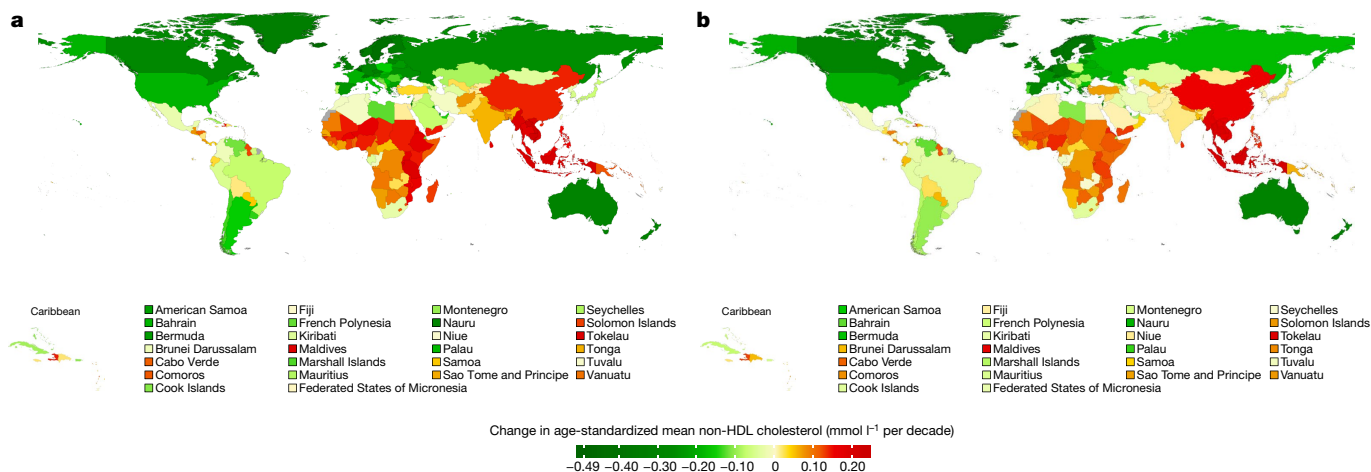 a
b
Caribbean
American Samoa
Bahrain
Bermuda
Brunei Darussalam
Cabo Verde
Comoros
Cook Islands
Fiji
French Polynesia
Kiribati
Maldives
Marshall Islands
Mauritius
Federated States of Micronesia
Montenegro
Nauru
Niue
Palau
Samoa
Sao Tome and Principe
Seychelles
Solomon Islands
Tokelau
Tonga
Tuvalu
Vanuatu
Caribbean
American Samoa
Bahrain
Bermuda
Brunei Darussalam
Cabo Verde
Comoros
Cook Islands
Fiji
French Polynesia
Kiribati
Maldives
Marshall Islands
Mauritius
Federated States of Micronesia
Montenegro
Nauru
Niue
Palau
Samoa
Sao Tome and Principe
Seychelles
Solomon Islands
Tokelau
Tonga
Tuvalu
Vanuatu
Change in age-standardized mean non-HDL cholesterol (mmol l⁻¹ per decade)
−0.49 −0.40 −0.30 −0.20 −0.10 0 0.10 0.20